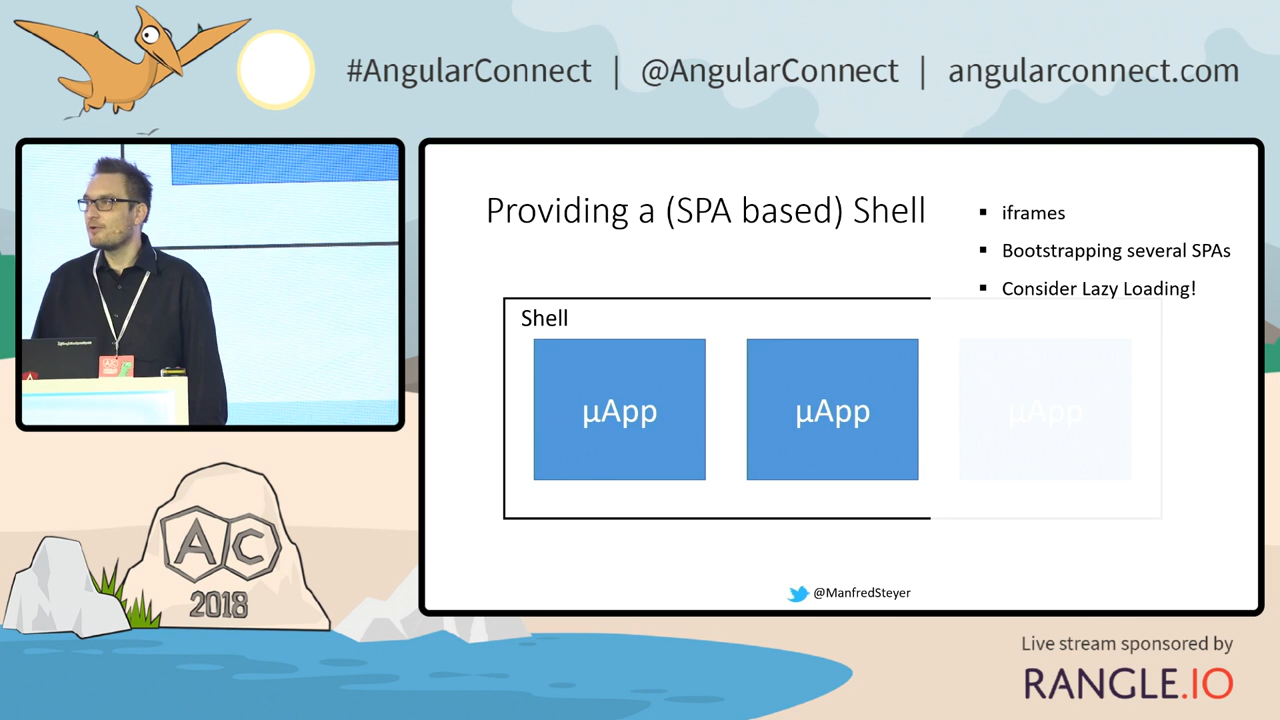 #AngularConnect | @AngularConnect | angularconnect.com
Providing a (SPA based) Shell
▪ iframes
▪ Bootstrapping several SPAs
▪ Consider Lazy Loading!
Shell
µApp
µApp
µApp
@ManfredSteyer
AC
2018
Live stream sponsored by
RANGLE.IO